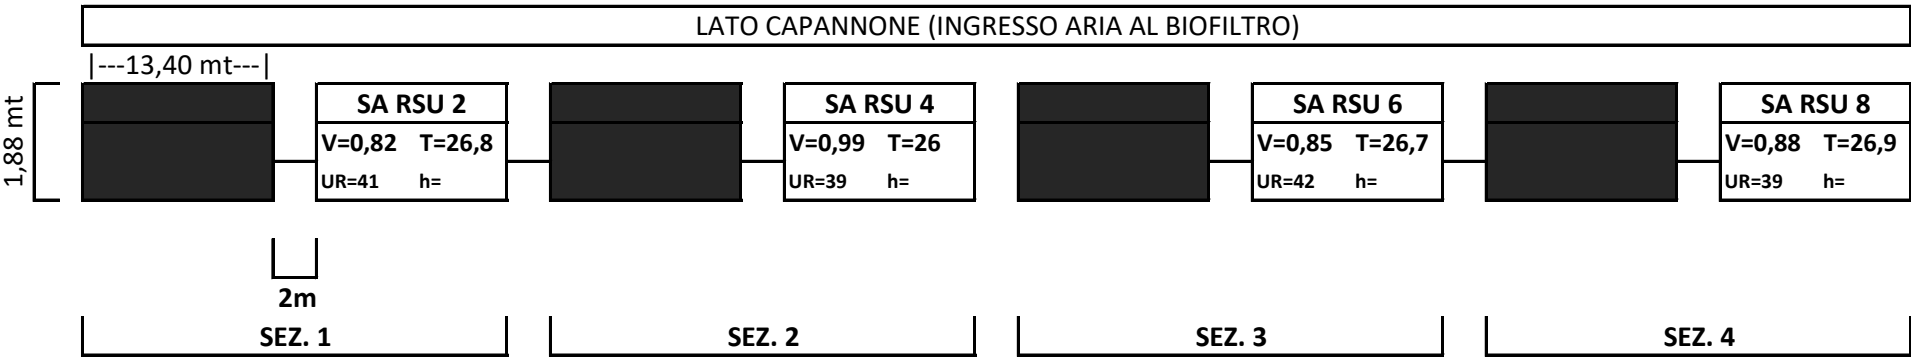 LATO CAPANNONE (INGRESSO ARIA AL BIOFILTRO)
|---13,40 mt---|
1,88 mt
SA RSU 2
V=0,82 T=26,8
UR=41 h=
SA RSU 4
V=0,99 T=26
UR=39 h=
SA RSU 6
V=0,85 T=26,7
UR=42 h=
SA RSU 8
V=0,88 T=26,9
UR=39 h=
2m
SEZ. 1
SEZ. 2
SEZ. 3
SEZ. 4